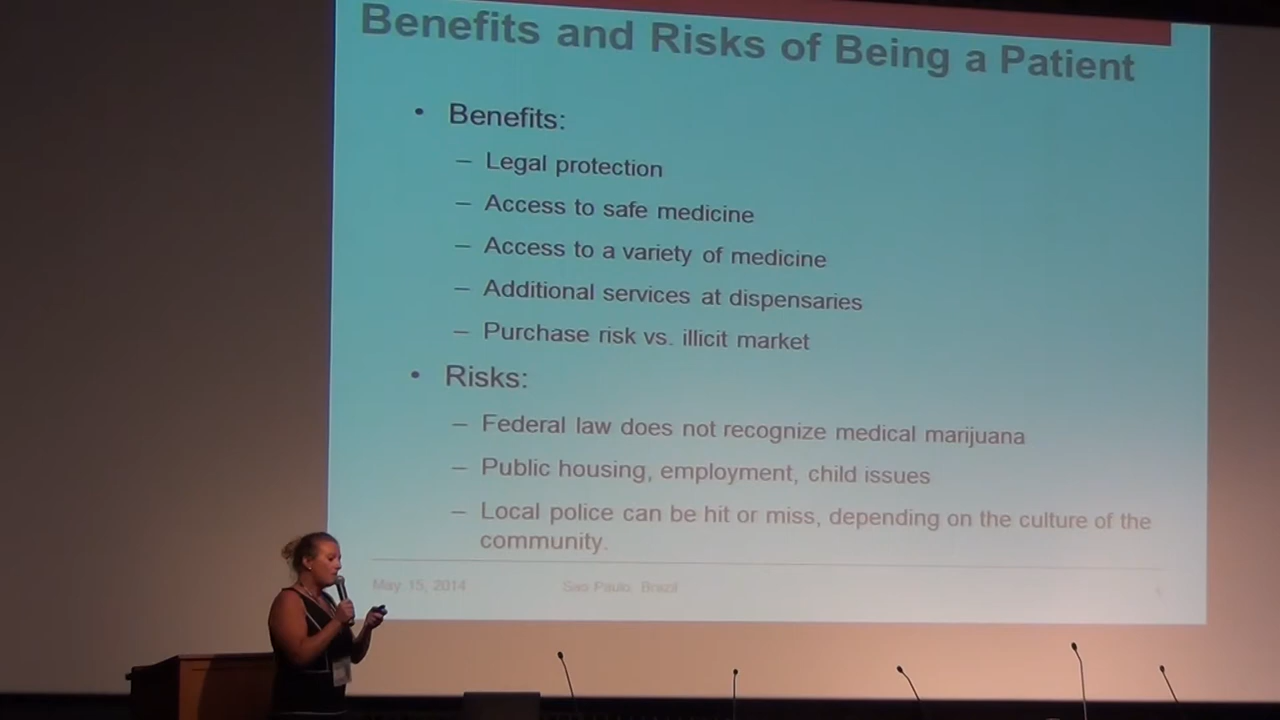 Benefits and Risks of Being a Patient
• Benefits:
– Legal protection
– Access to safe medicine
– Access to a variety of medicine
– Additional services at dispensaries
– Purchase risk vs. illicit market
• Risks:
– Federal law does not recognize medical marijuana
– Public housing, employment, child issues
– Local police can be hit or miss, depending on the culture of the
community.
May 15, 2014 Sao Paulo, Brazil